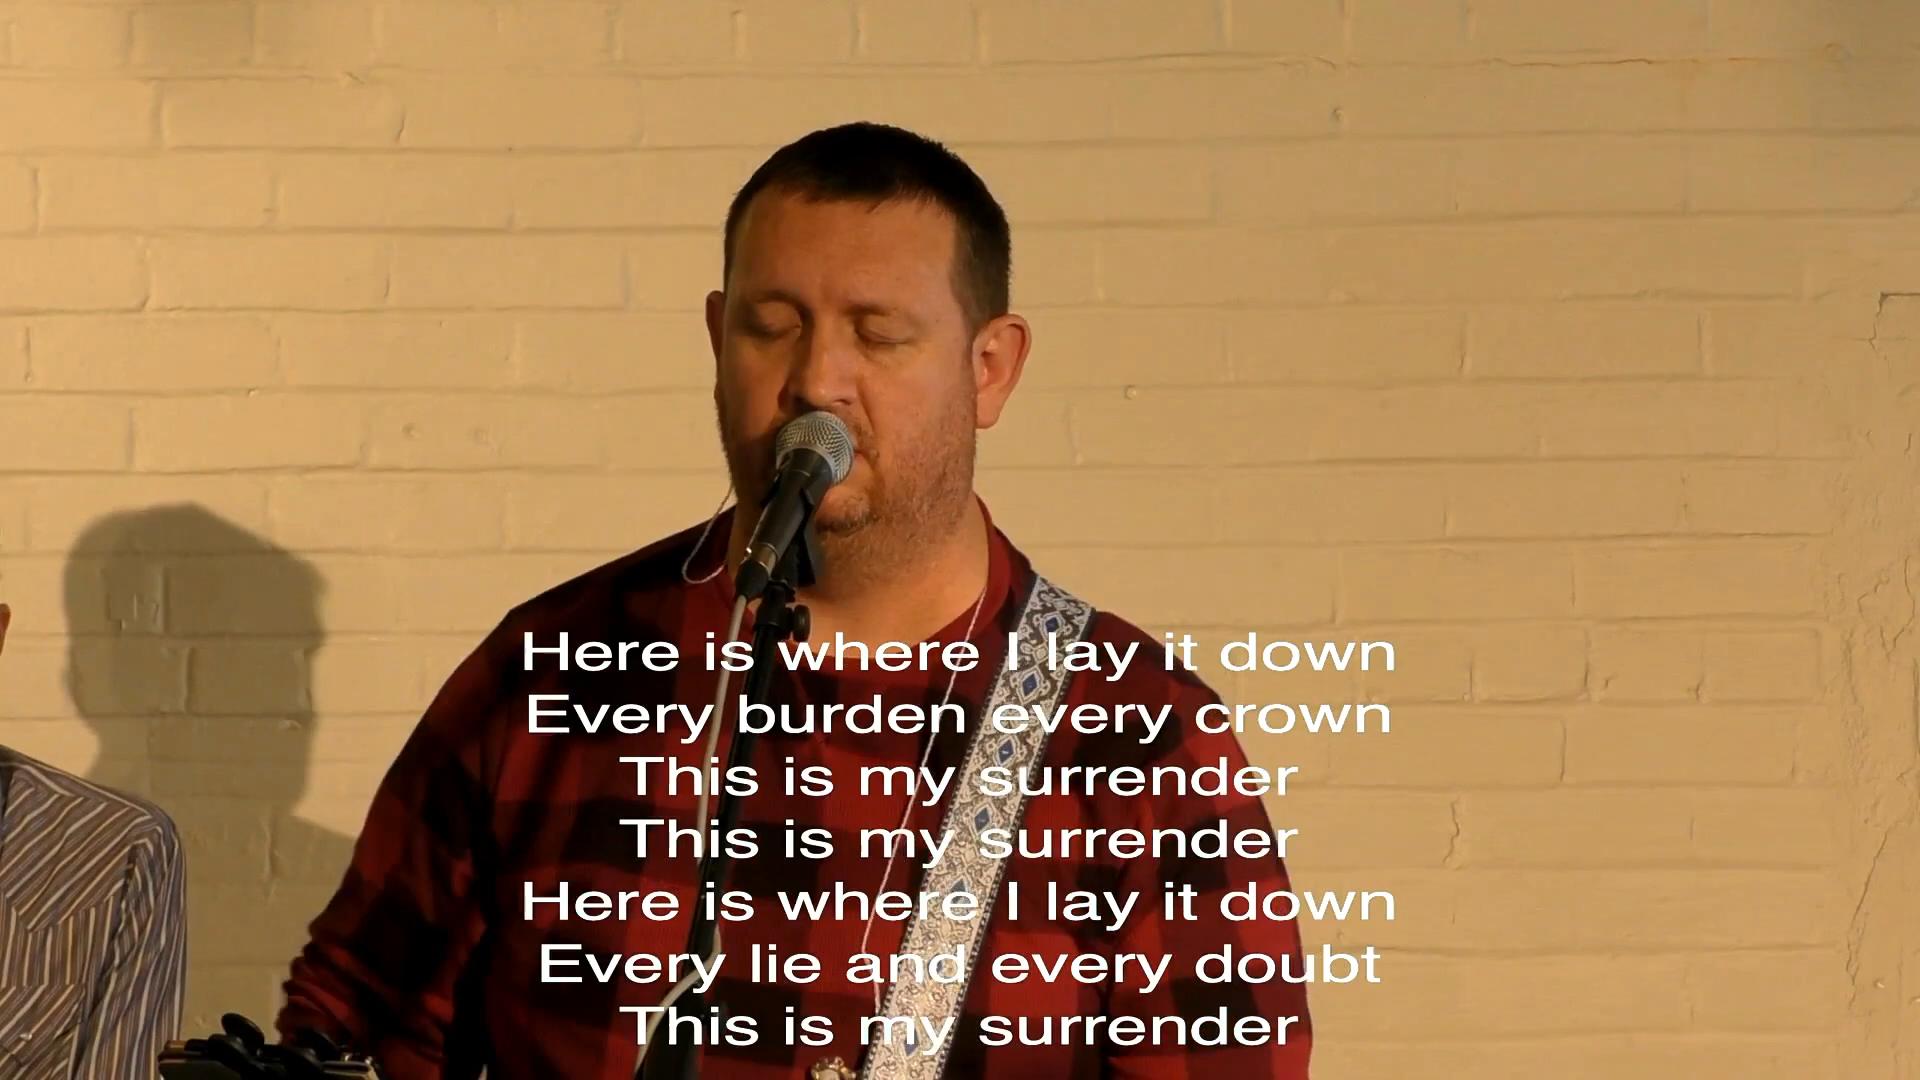 Here is where I lay it down
Every burden every crown
This is my surrender
This is my surrender
Here is where I lay it down
Every lie and every doubt
This is my surrender